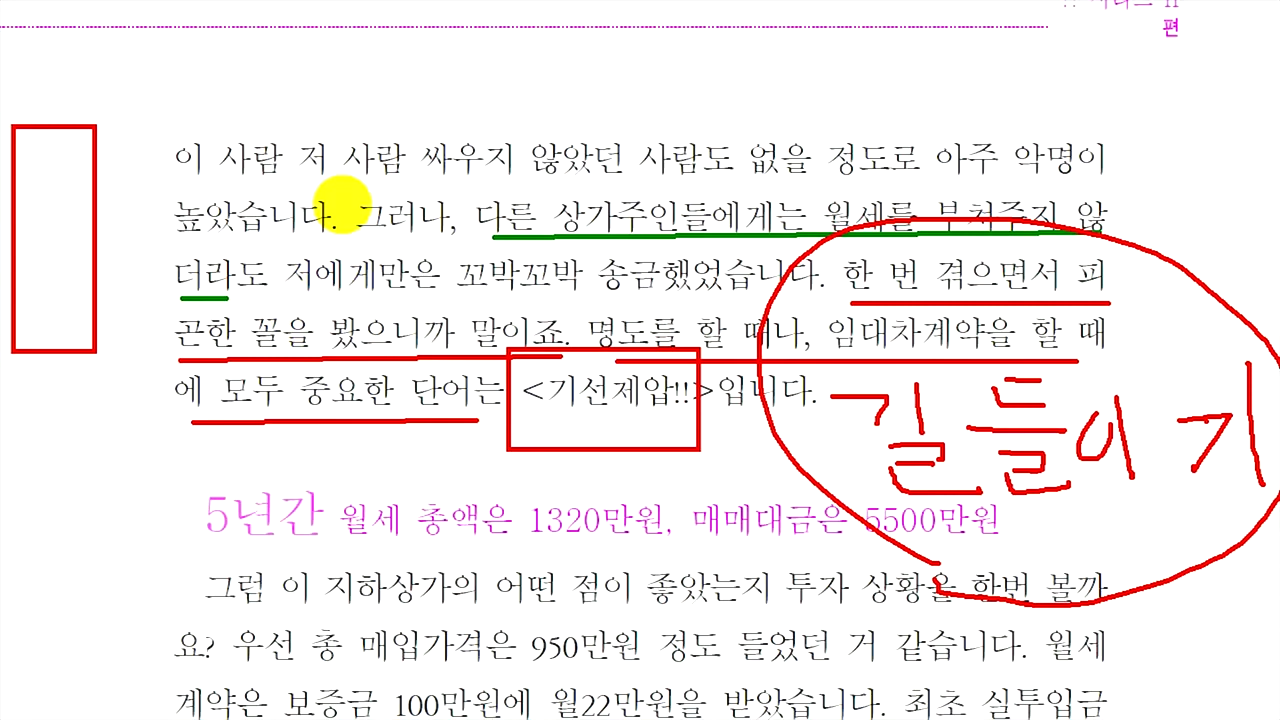 편
이 사람 저 사람 싸우지 않았던 사람도 없을 정도로 아주 악명이
높았습니다. 그러나, 다른 상가주인들에게는 월세를 부쳐주지 않
더라도 저에게만은 꼬박꼬박 송금했었습니다. 한 번 겪으면서 피
곤한 꼴을 봤으니까 말이죠. 명도를 할 때나, 임대차계약을 할 때
에 모두 중요한 단어는 <기선제압!!>입니다.
길들이기
5년간 월세 총액은 1320만원, 매매대금은 5500만원
그럼 이 지하상가의 어떤 점이 좋았는지 투자 상황을 한번 볼까
요? 우선 총 매입가격은 950만원 정도 들었던 거 같습니다. 월세
계약은 보증금 100만원에 월22만원을 받았습니다. 최초 실투입금